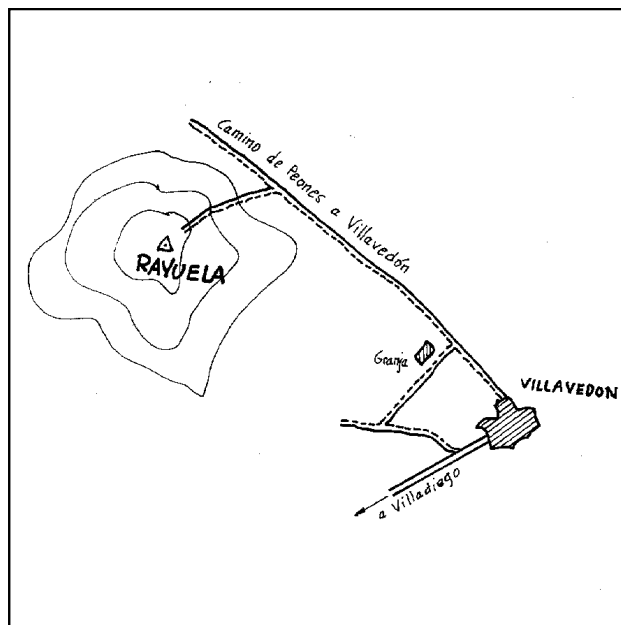 Camino de Peones a Villavedón
RAYUELA
Granja
VILLAVEDON
a Villadiego